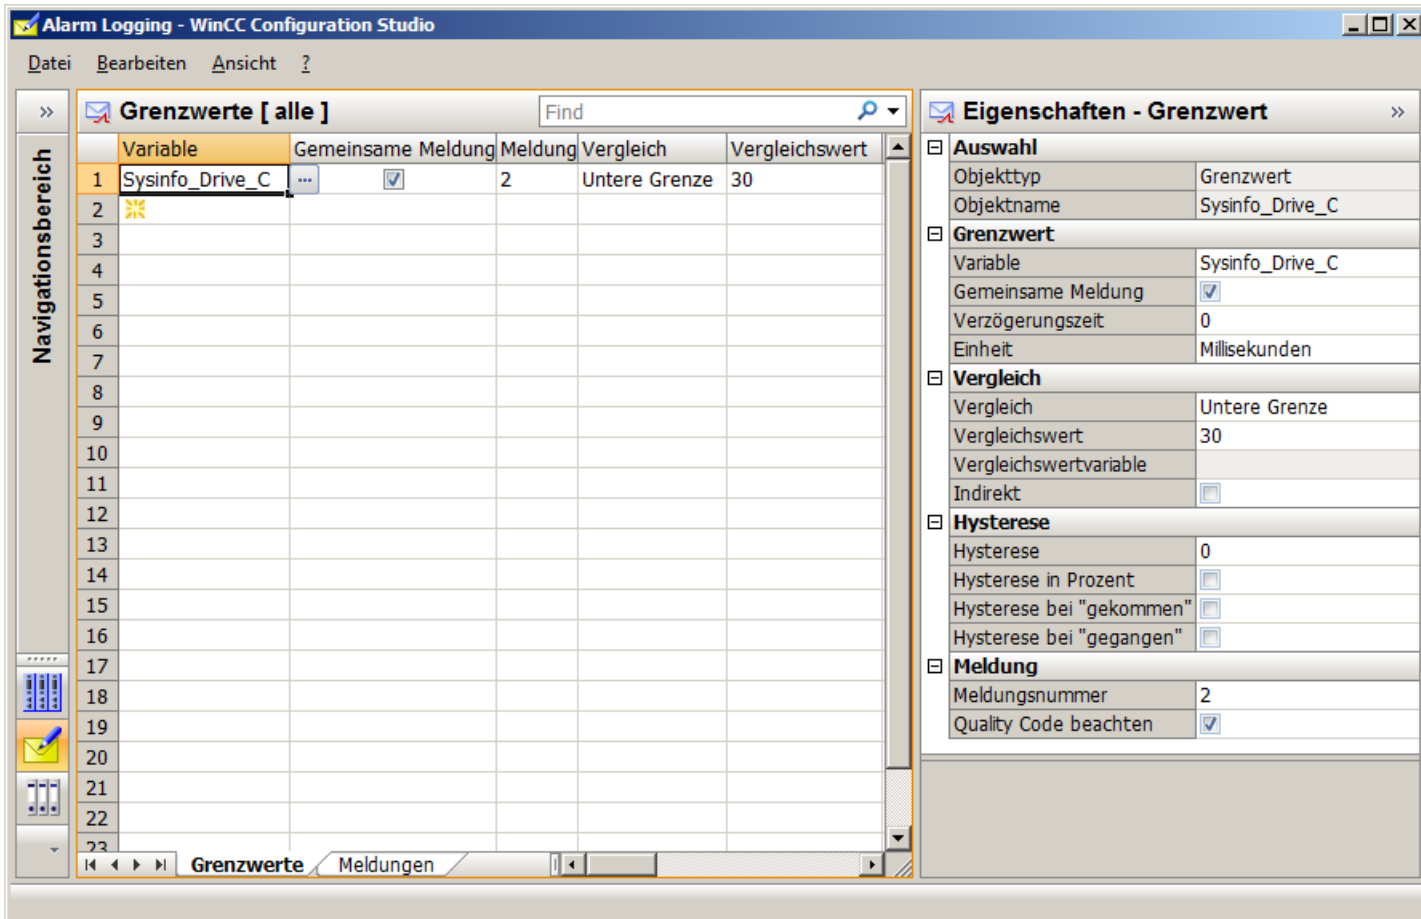 Alarm Logging - WinCC Configuration Studio
Datei Bearbeiten Ansicht ?
Navigationsbereich
Grenzwerte [ alle ] Find
Variable Gemeinsame Meldung Meldung Vergleich Vergleichswert
1 Sysinfo_Drive_C ... 2 Untere Grenze 30
2
3
4
5
6
7
8
9
10
11
12
13
14
15
16
17
18
19
20
21
22
23
Grenzwerte Meldungen
Eigenschaften - Grenzwert
Auswahl
Objekttyp Grenzwert
Objektname Sysinfo_Drive_C
Grenzwert
Variable Sysinfo_Drive_C
Gemeinsame Meldung
Verzögerungszeit 0
Einheit Millisekunden
Vergleich
Vergleich Untere Grenze
Vergleichswert 30
Vergleichswertvariable
Indirekt
Hysterese
Hysterese 0
Hysterese in Prozent
Hysterese bei "gekommen"
Hysterese bei "gegangen"
Meldung
Meldungsnummer 2
Quality Code beachten